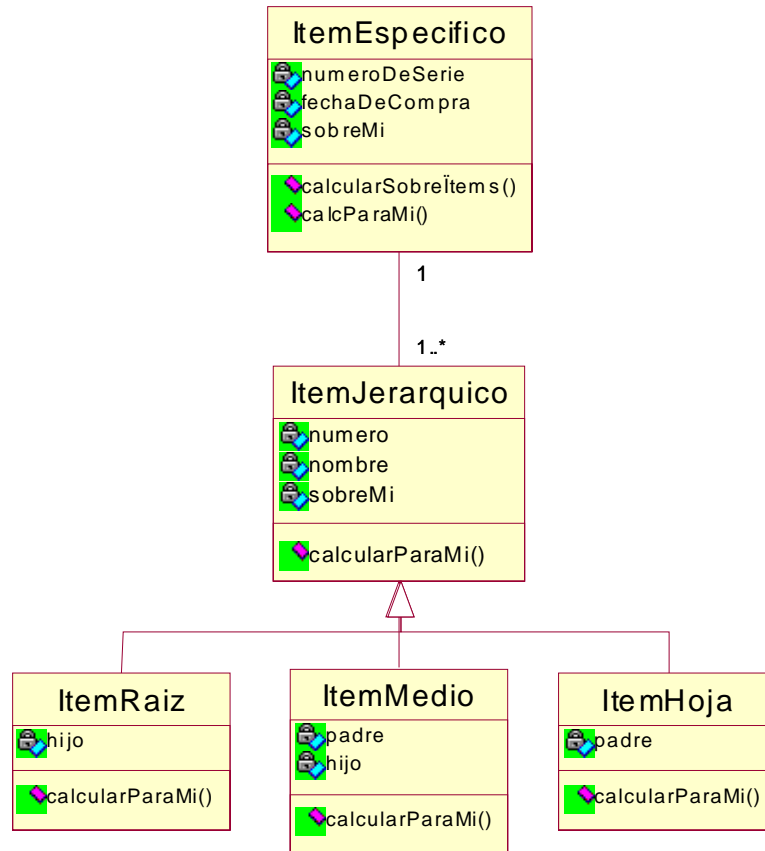 ItemEspecifico
numeroDeSerie
fechaDeCompra
sobreMi
calcularSobreÏtems()
calcParaMi()
1
1..*
ItemJerarquico
numero
nombre
sobreMi
calcularParaMi()
ItemRaiz
hijo
calcularParaMi()
ItemMedio
padre
hijo
calcularParaMi()
ItemHoja
padre
calcularParaMi()